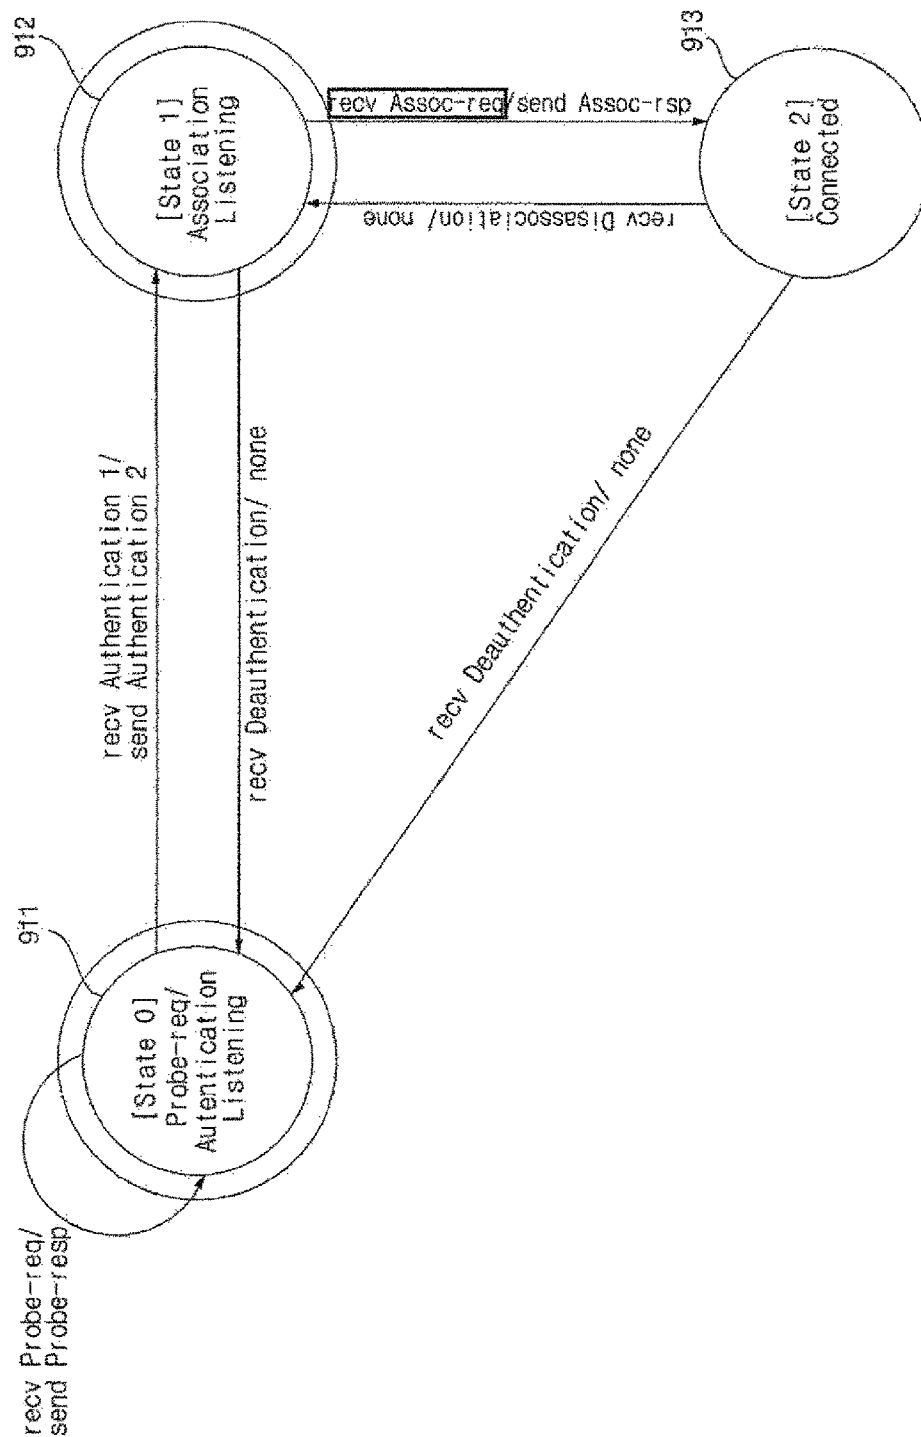 recv Probe-req/
send Probe-resp
911
[State 0]
Probe-req/
Autentication
Listening
recv Authentication 1/
send Authentication 2
recv Deauthentication/ none
912
[State 1]
Association
Listening
recv Assoc-req/send Assoc-rsp
recv Disassociation/ none
recv Deauthentication/ none
913
[State 2]
Connected